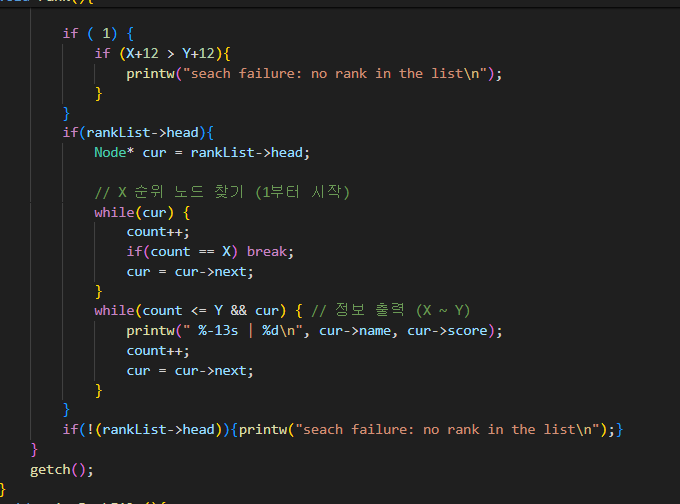 if ( 1) {
if (X+12 > Y+12){
printw("seach failure: no rank in the list\n");
}
}
if(rankList->head){
Node* cur = rankList->head;
// X 순위 노드 찾기 (1부터 시작)
while(cur) {
count++;
if(count == X) break;
cur = cur->next;
}
while(count <= Y && cur) { // 정보 출력 (X ~ Y)
printw(" %-13s | %d\n", cur->name, cur->score);
count++;
cur = cur->next;
}
}
if(!(rankList->head)){printw("seach failure: no rank in the list\n");}
}
getch();
}